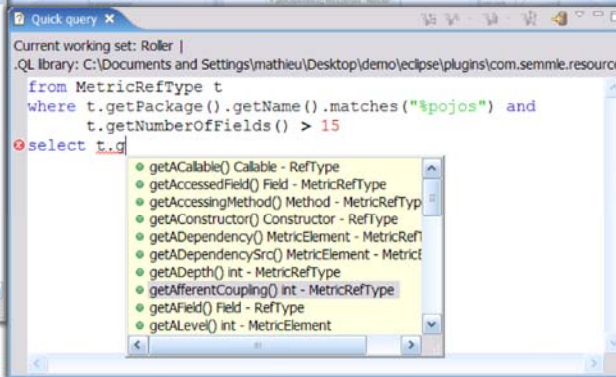 Quick query
Current working set: Roller |
.QL library: C:\Documents and Settings\mathieu\Desktop\demo\eclipse\plugins\com.semmle.resource
from MetricRefType t
where t.getPackage().getName().matches("%pojos") and
t.getNumberOfFields() > 15
select t.g
getACallable() Callable - RefType
getAccessedField() Field - MetricRefType
getAccessingMethod() Method - MetricRefTyp
getAConstructor() Constructor - RefType
getADependency() MetricElement - MetricRefT
getADependencySrc() MetricElement - MetricE
getADepth() int - MetricRefType
getAfferentCoupling() int - MetricRefType
getAField() Field - RefType
getALevel() int - MetricElement